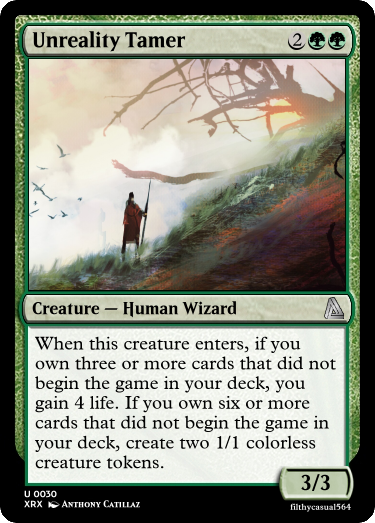 Unreality Tamer 2
Creature — Human Wizard
When this creature enters, if you
own three or more cards that did not
begin the game in your deck, you
gain 4 life. If you own six or more
cards that did not begin the game in
your deck, create two 1/1 colorless
creature tokens.
3/3
U 0030
XRX Anthony Catillaz
filthycasual564